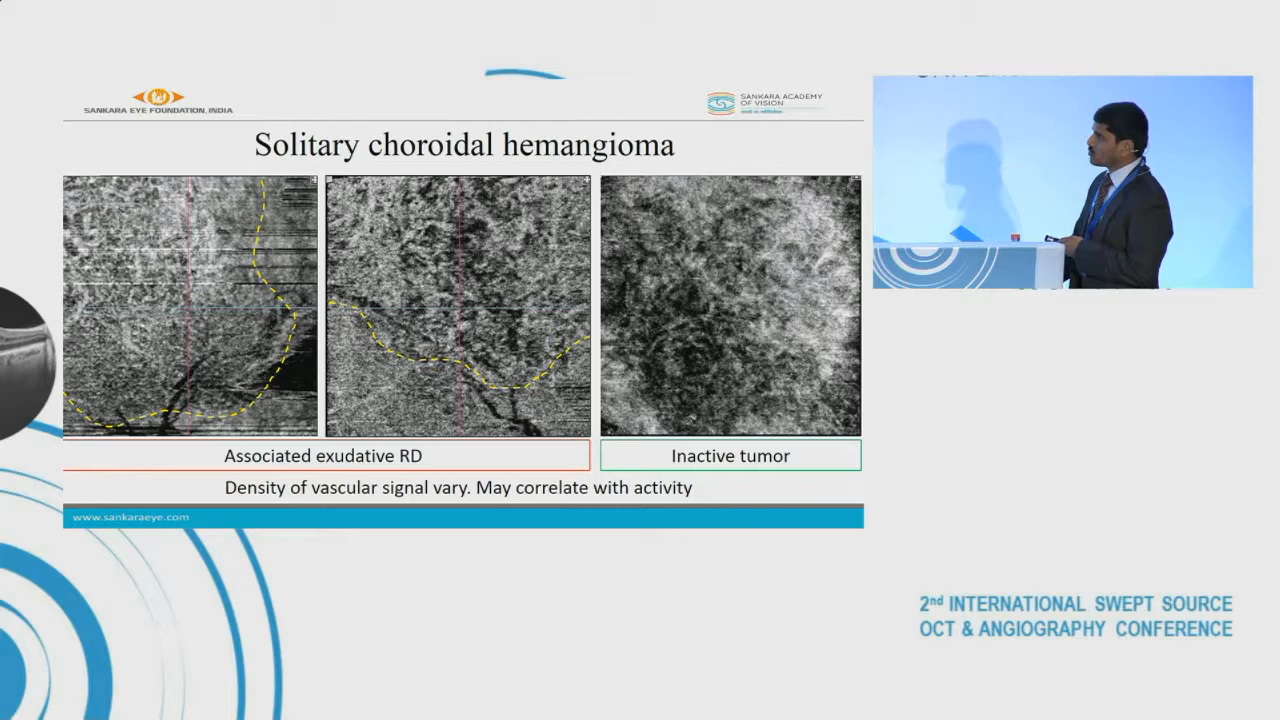 SANKARA EYE FOUNDATION, INDIA
SANKARA ACADEMY
OF VISION
Solitary choroidal hemangioma
Associated exudative RD
Inactive tumor
Density of vascular signal vary. May correlate with activity
www.sankaraeye.com
2nd INTERNATIONAL SWEPT SOURCE
OCT & ANGIOGRAPHY CONFERENCE